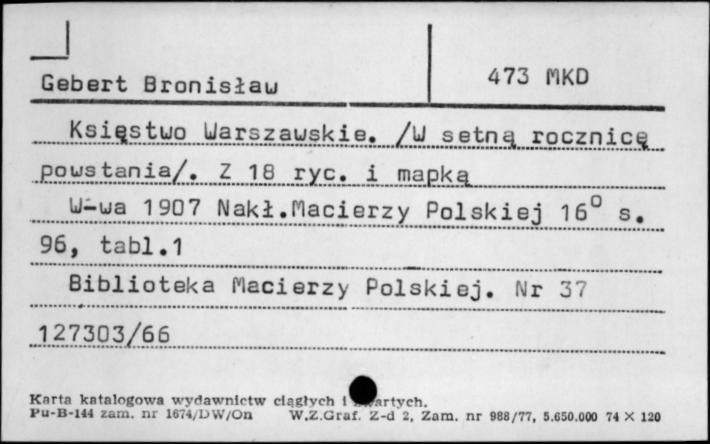 Gebert Bronisław
473 MKD
Księstwo Warszawskie. /W setną rocznicę
powstania/. Z 18 ryc. i mapką
W-wa 1907 Nakł.Macierzy Polskiej 16° s.
96, tabl.1
Biblioteka Macierzy Polskiej. Nr 37
127303/66
Karta katalogowa wydawnictw ciągłych i
Pu-B-144 zam. nr 1674/DW/On W.Z.Graf. Z-d 2, Zam. nr 988/77, 5.650.000 74 × 120